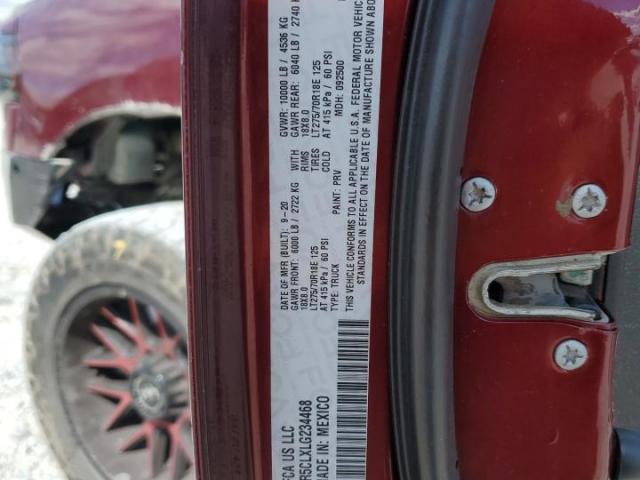 FCA US LLC
DATE OF MFR (BUILT): 9-20 GVWR: 10000 LB / 4536 KG
GAWR FRONT: 6000 LB / 2722 KG WITH GAWR REAR: 6040 LB / 2740 KG
18X8.0 RIMS 18X8.0
LT275/70R18E 125 TIRES LT275/70R18E 125
AT 415 kPa / 60 PSI COLD AT 415 kPa / 60 PSI
TYPE: TRUCK PAINT: PRV MDH: 092500
THIS VEHICLE CONFORMS TO ALL APPLICABLE U.S.A. FEDERAL MOTOR VEHICLE
STANDARDS IN EFFECT ON THE DATE OF MANUFACTURE SHOWN ABO
R5CLXLG234468
MADE IN: MEXICO